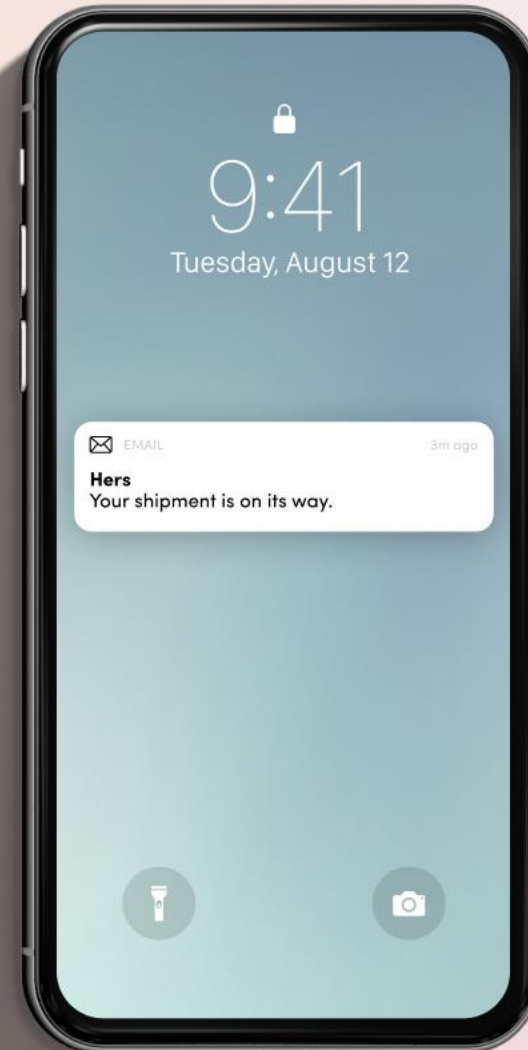 9:41
Tuesday, August 12
EMAIL 3m ago
Hers
Your shipment is on its way.